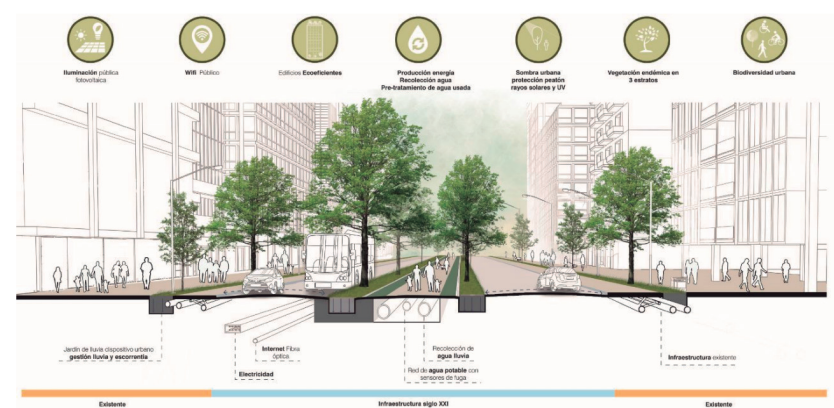 Iluminación pública
fotovoltaica
Wifi Público
Edificios Ecoeficientes
Producción energía
Recolección agua
Pre-tratamiento de agua usada
Sombra urbana
protección peatón
rayos solares y UV
Vegetación endémica en
3 estratos
Biodiversidad urbana
Jardín de lluvia dispositivo urbano
gestión lluvia y escorrentía
Electricidad
Internet Fibra
óptica
Recolección de
agua lluvia
Red de agua potable con
sensores de fuga
Infraestructura existente
Existente
Infraestructura siglo XXI
Existente